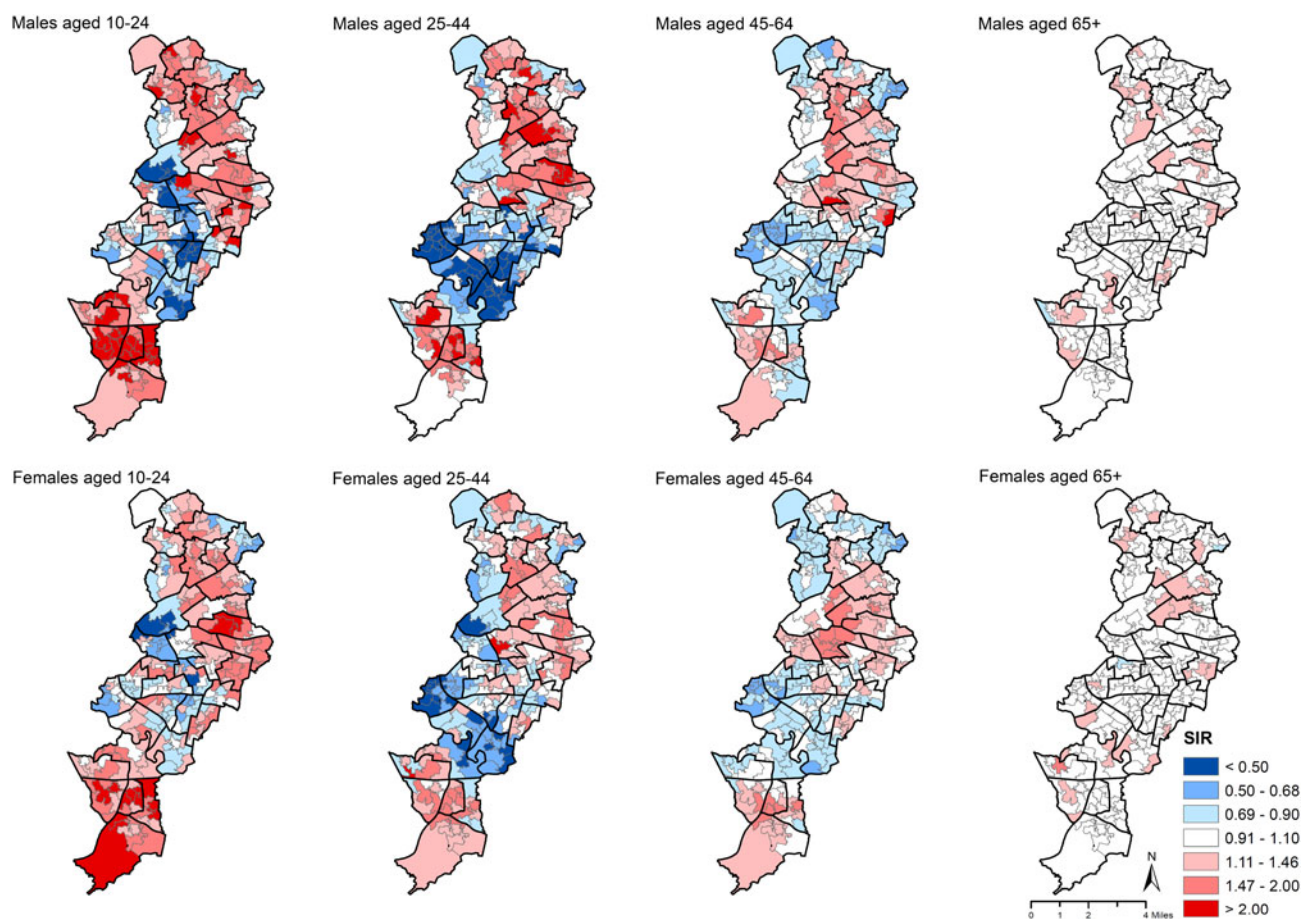 Males aged 10-24
Males aged 25-44
Males aged 45-64
Males aged 65+
Females aged 10-24
Females aged 25-44
Females aged 45-64
Females aged 65+
SIR
< 0.50
0.50 - 0.68
0.69 - 0.90
0.91 - 1.10
1.11 - 1.46
1.47 - 2.00
> 2.00
N
0 1 2 4 Miles